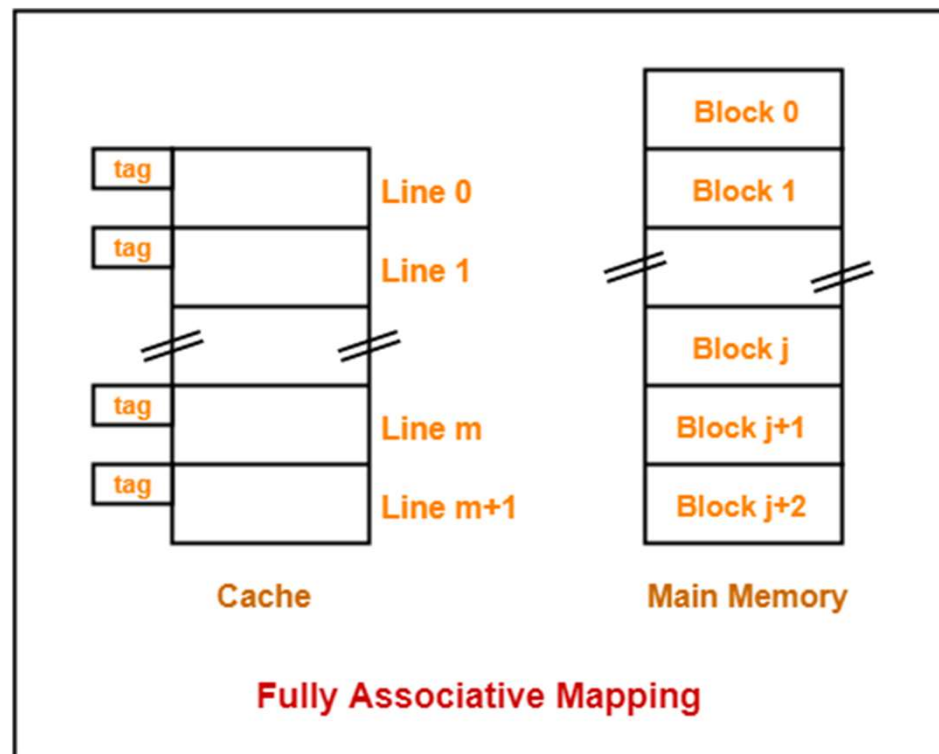 tag
Line 0
tag
Line 1
tag
Line m
tag
Line m+1
Cache
Block 0
Block 1
Block j
Block j+1
Block j+2
Main Memory
Fully Associative Mapping